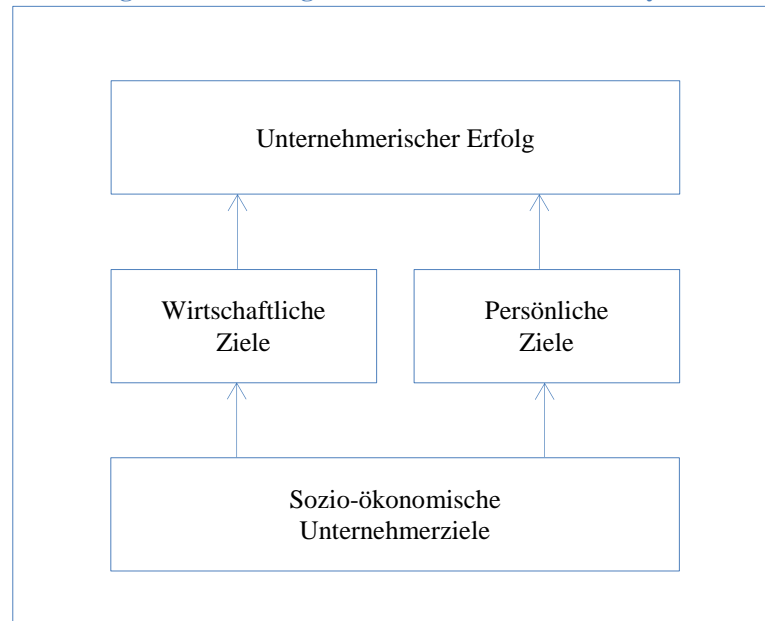 Unternehmerischer Erfolg
Wirtschaftliche
Ziele
Persönliche
Ziele
Sozio-ökonomische
Unternehmerziele